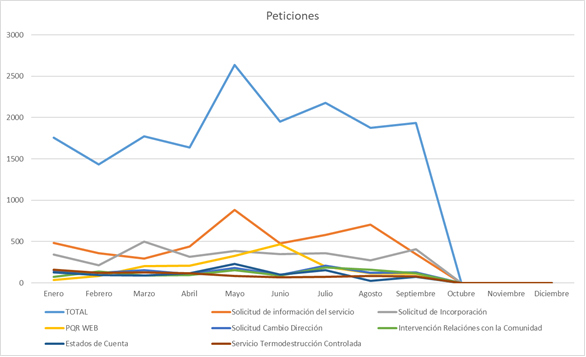 Peticiones
3000
2500
2000
1500
1000
500
0
Enero Febrero Marzo Abril Mayo Junio Julio Agosto Septiembre Octubre Noviembre Diciembre
TOTAL Solicitud de información del servicio Solicitud de Incorporación
PQR WEB Solicitud Cambio Dirección Intervención Relaciónes con la Comunidad
Estados de Cuenta Servicio Termodestrucción Controlada